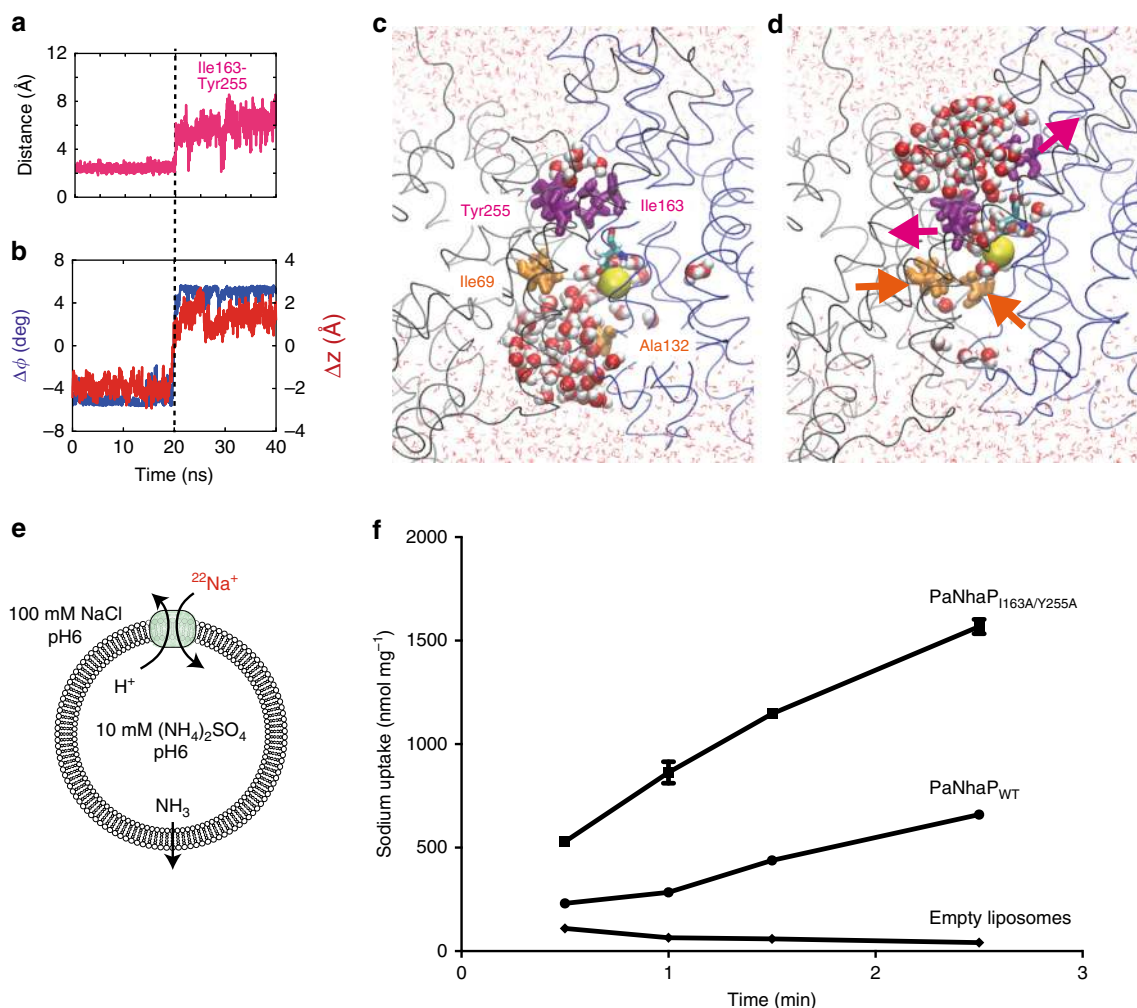 a
12
8
4
0
Distance (Å)
Ile163-
Tyr255
b
8
4
0
−4
−8
Δϕ (deg)
4
2
0
−2
−4
Δz (Å)
0 10 20 30 40
Time (ns)
c
Tyr255
Ile163
Ile69
Ala132
d
e
²²Na⁺
100 mM NaCl
pH6
H⁺
10 mM (NH₄)₂SO₄
pH6
NH₃
f
2000
1500
1000
500
0
Sodium uptake (nmol mg⁻¹)
PaNhaP_I163A/Y255A
PaNhaP_WT
Empty liposomes
0 1 2 3
Time (min)